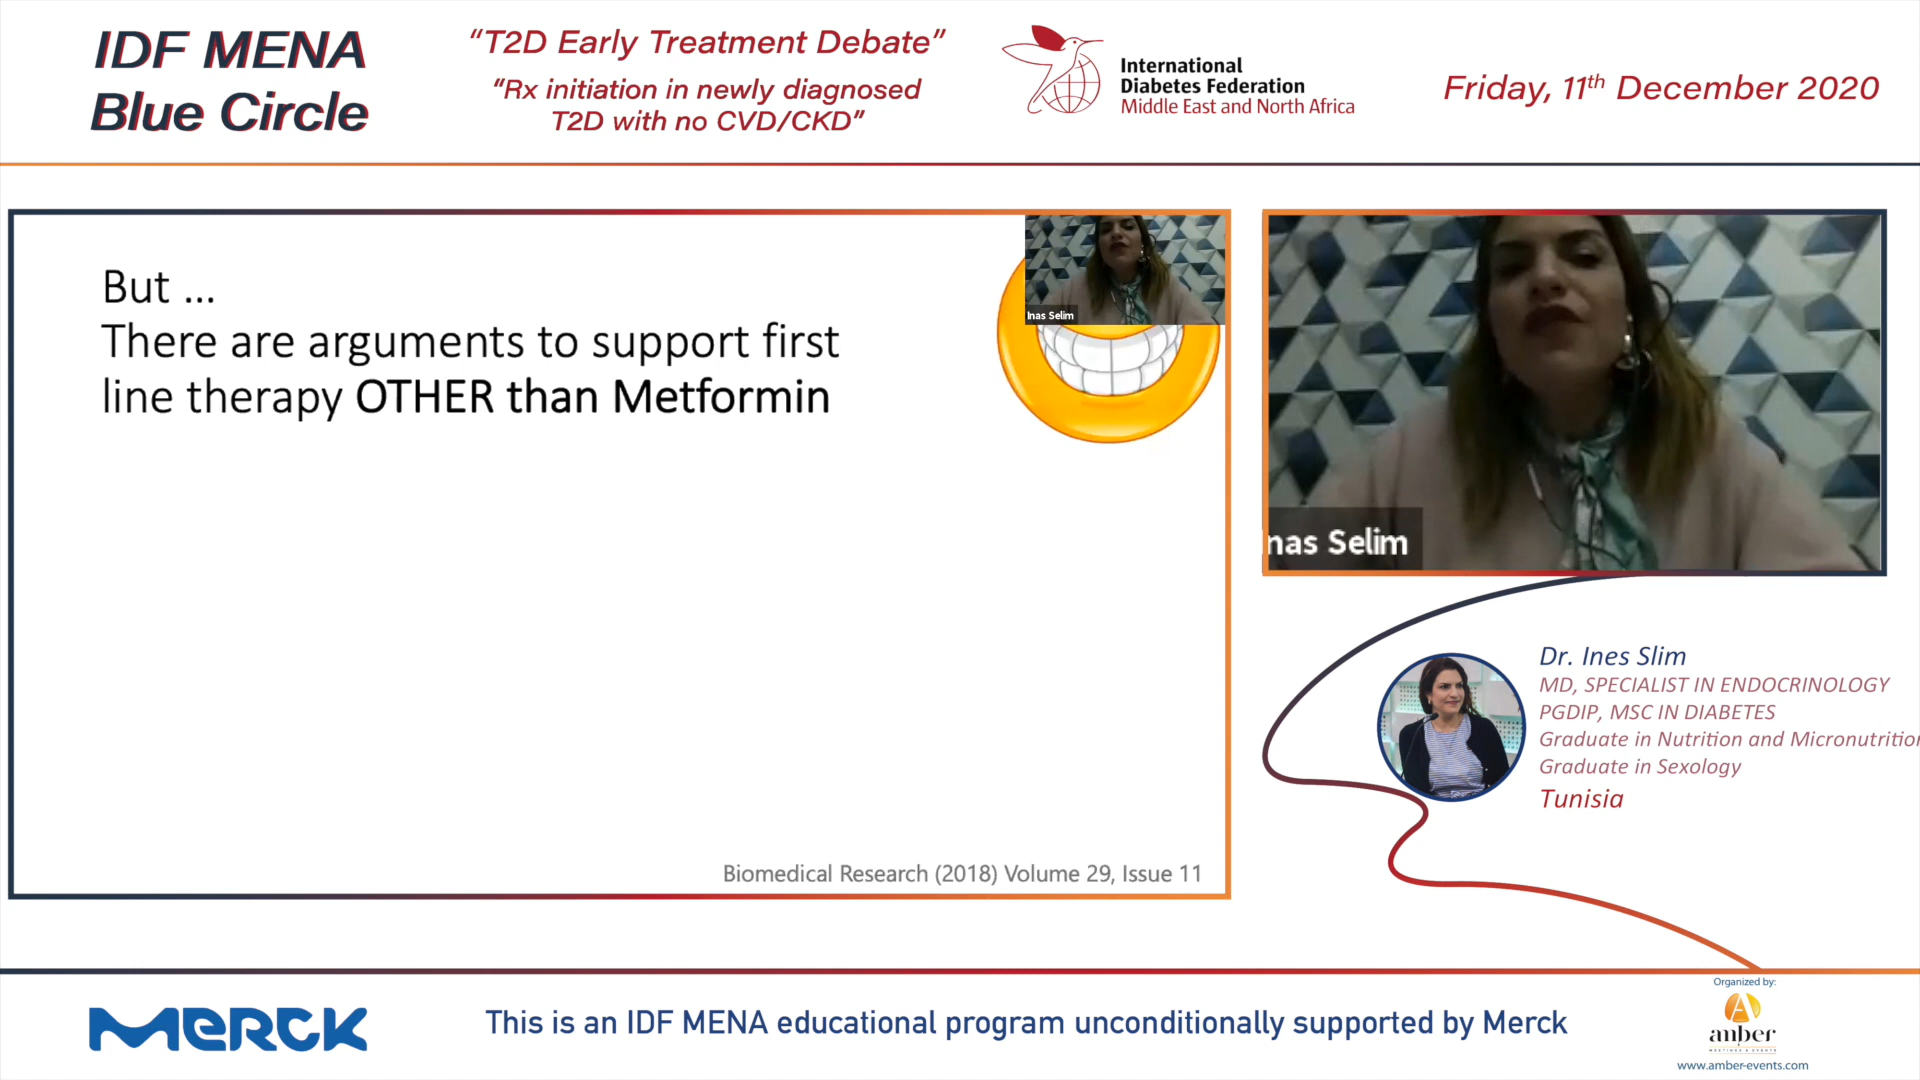 IDF MENA
Blue Circle
“T2D Early Treatment Debate”
“Rx initiation in newly diagnosed
T2D with no CVD/CKD”
International
Diabetes Federation
Middle East and North Africa
Friday, 11th December 2020
But ...
There are arguments to support first
line therapy OTHER than Metformin
Inas Selim
Biomedical Research (2018) Volume 29, Issue 11
nas Selim
Dr. Ines Slim
MD, SPECIALIST IN ENDOCRINOLOGY
PGDIP, MSC IN DIABETES
Graduate in Nutrition and Micronutrition
Graduate in Sexology
Tunisia
MERCK
This is an IDF MENA educational program unconditionally supported by Merck
Organized by:
amber
MEETINGS & EVENTS
www.amber-events.com